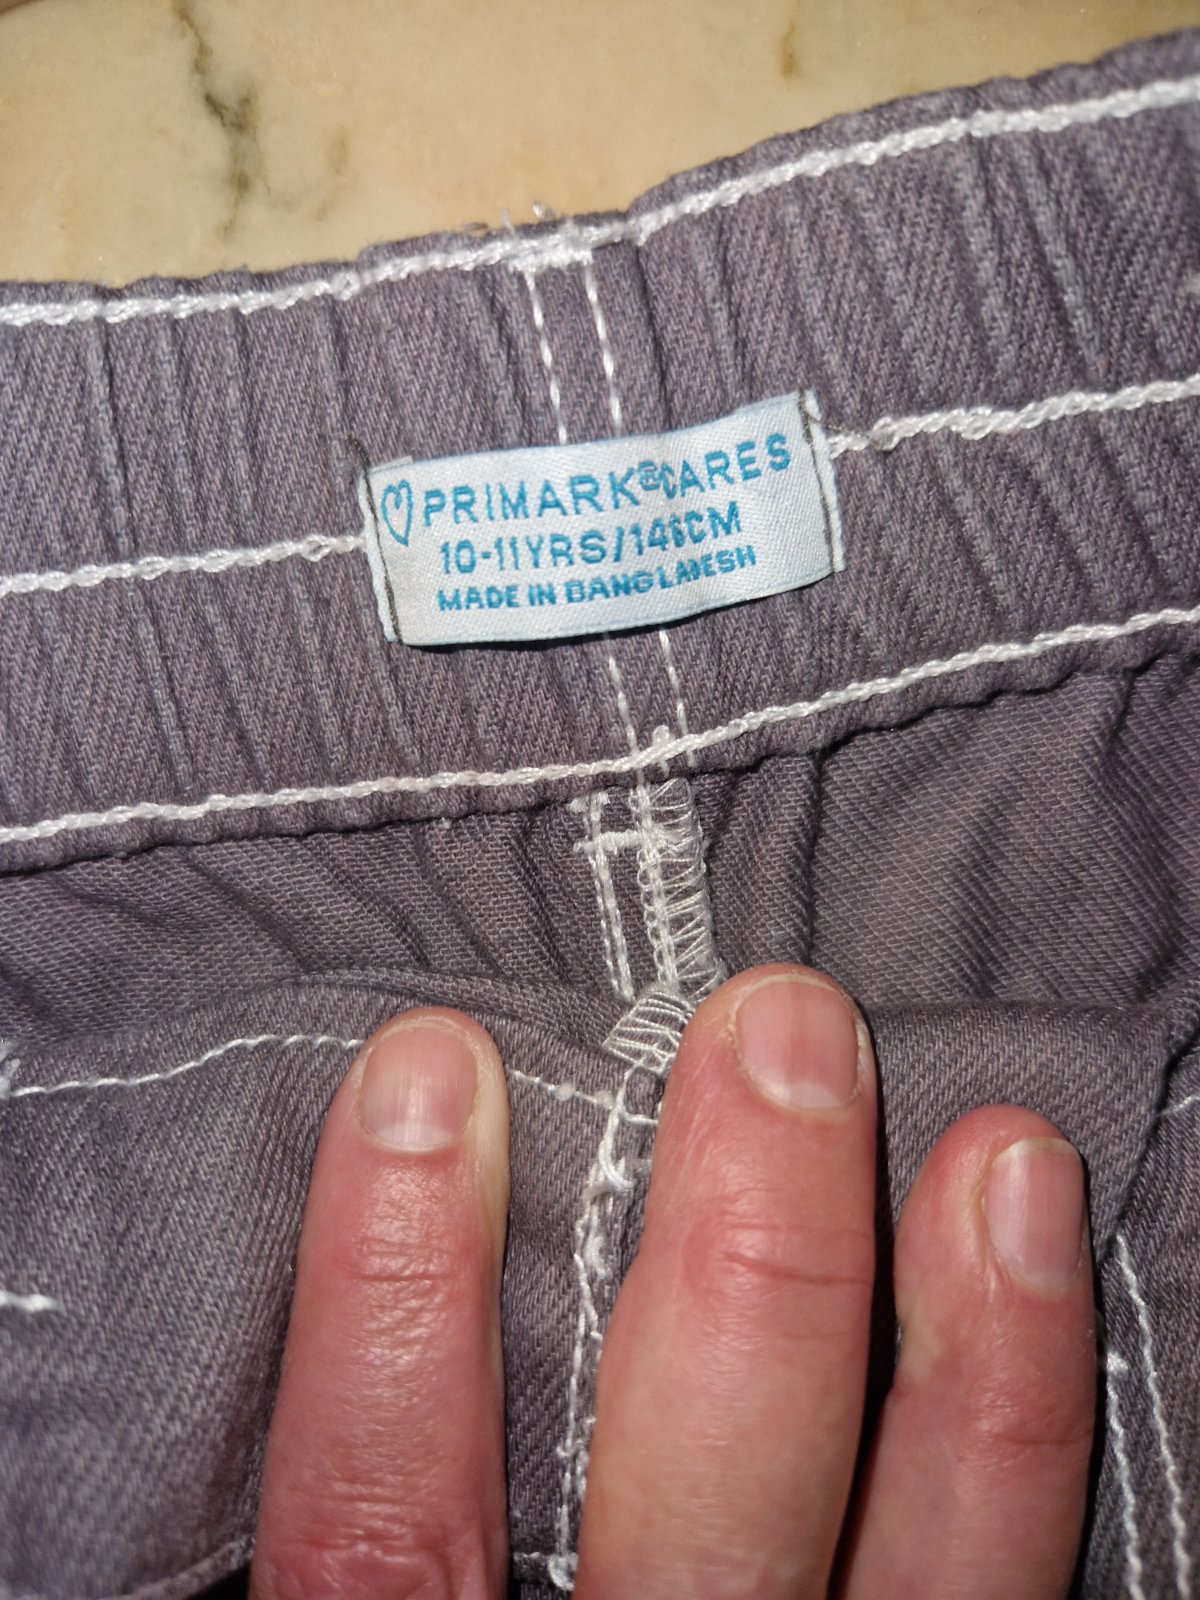 PRIMARK® CARES
10-11YRS/146CM
MADE IN BANGLADESH